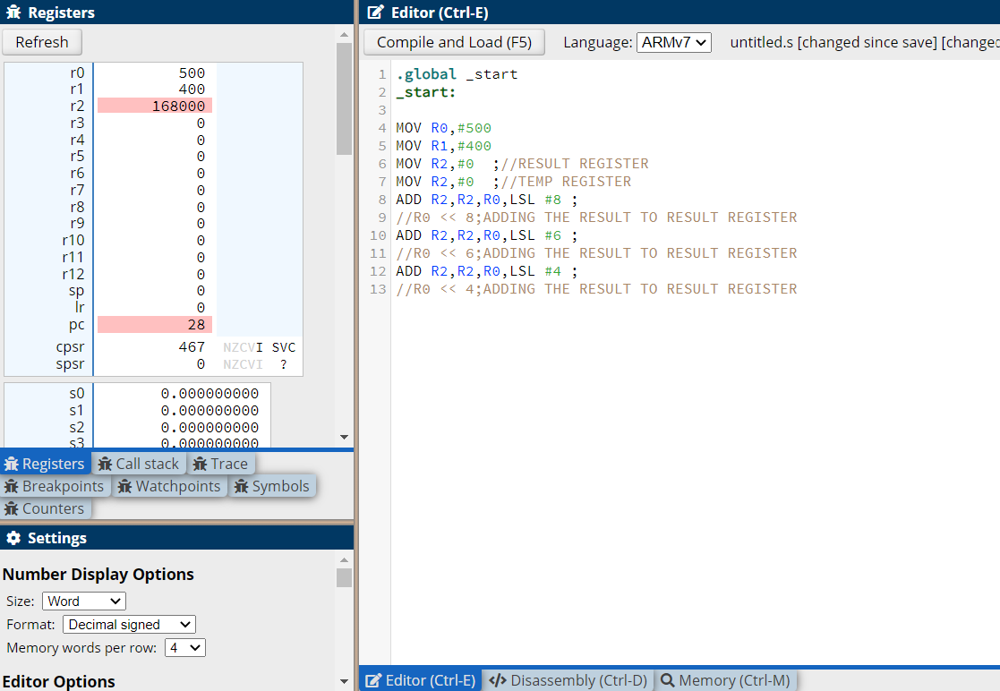 Registers
Refresh
r0 500
r1 400
r2 168000
r3 0
r4 0
r5 0
r6 0
r7 0
r8 0
r9 0
r10 0
r11 0
r12 0
sp 0
lr 0
pc 28
cpsr 467 NZCVI SVC
spsr 0 NZCVI ?
s0 0.000000000
s1 0.000000000
s2 0.000000000
s3 0.000000000
Registers Call stack Trace
Breakpoints Watchpoints Symbols
Counters
Settings
Number Display Options
Size: Word
Format: Decimal signed
Memory words per row: 4
Editor Options
Editor (Ctrl-E)
Compile and Load (F5) Language: ARMv7 untitled.s [changed since save] [change
1 .global _start
2 _start:
3
4 MOV R0,#500
5 MOV R1,#400
6 MOV R2,#0 ;//RESULT REGISTER
7 MOV R2,#0 ;//TEMP REGISTER
8 ADD R2,R2,R0,LSL #8 ;
9 //R0 << 8;ADDING THE RESULT TO RESULT REGISTER
10 ADD R2,R2,R0,LSL #6 ;
11 //R0 << 6;ADDING THE RESULT TO RESULT REGISTER
12 ADD R2,R2,R0,LSL #4 ;
13 //R0 << 4;ADDING THE RESULT TO RESULT REGISTER
Editor (Ctrl-E) Disassembly (Ctrl-D) Memory (Ctrl-M)